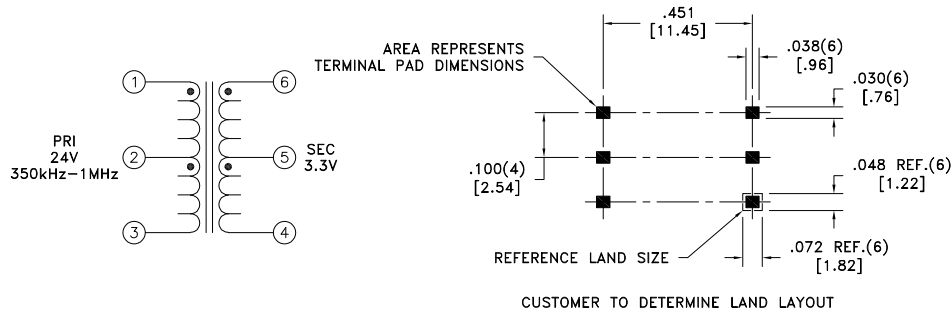 1
2
3
6
5
4
PRI
24V
350kHz-1MHz
SEC
3.3V
.451
[11.45]
AREA REPRESENTS
TERMINAL PAD DIMENSIONS
.038(6)
[.96]
.030(6)
[.76]
.100(4)
[2.54]
.048 REF.(6)
[1.22]
REFERENCE LAND SIZE
.072 REF.(6)
[1.82]
CUSTOMER TO DETERMINE LAND LAYOUT